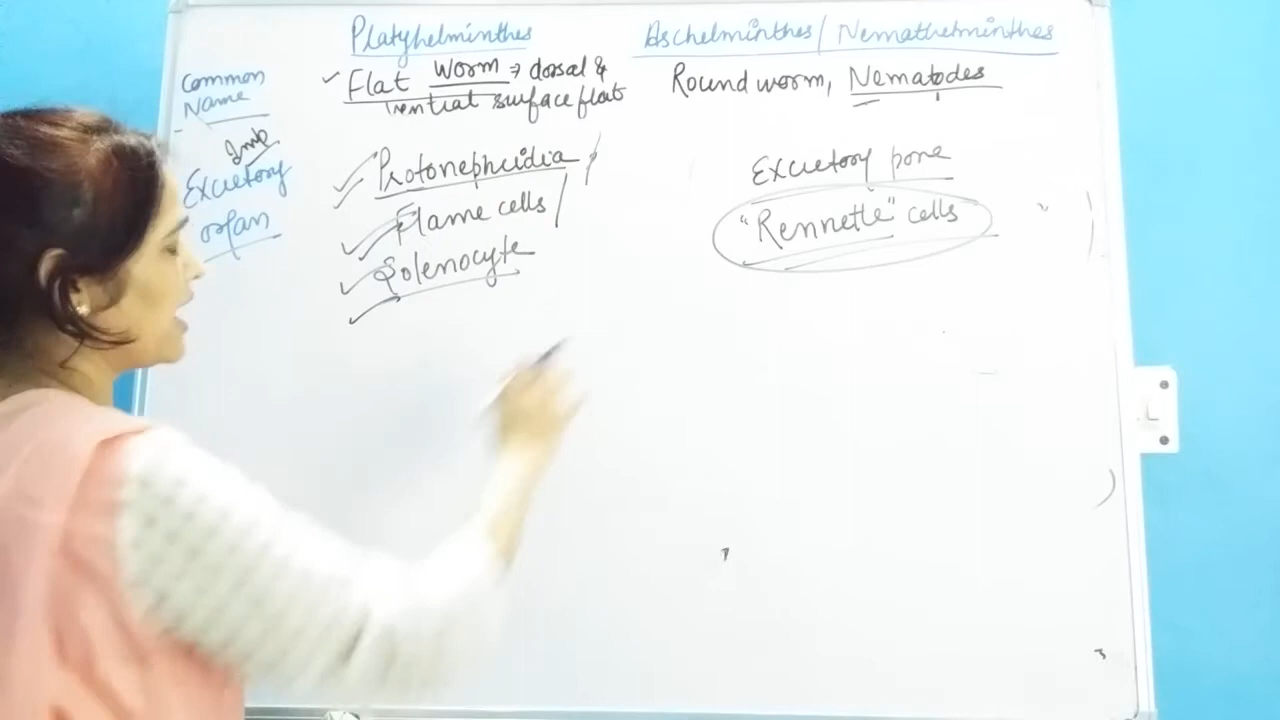 Platyhelminthes
Aschelminthes/Nemathelminthes
Common
Name
Flat worm → dorsal &
ventral surface flat
Round worm, Nematodes
Imp
Excretory
organ
Protonephridia
Flame cells
Solenocyte
Excretory pore
"Rennette" cells